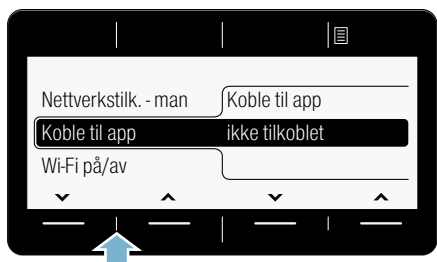 Nettverkstilk. - man Koble til app
Koble til app ikke tilkoblet
Wi-Fi på/av